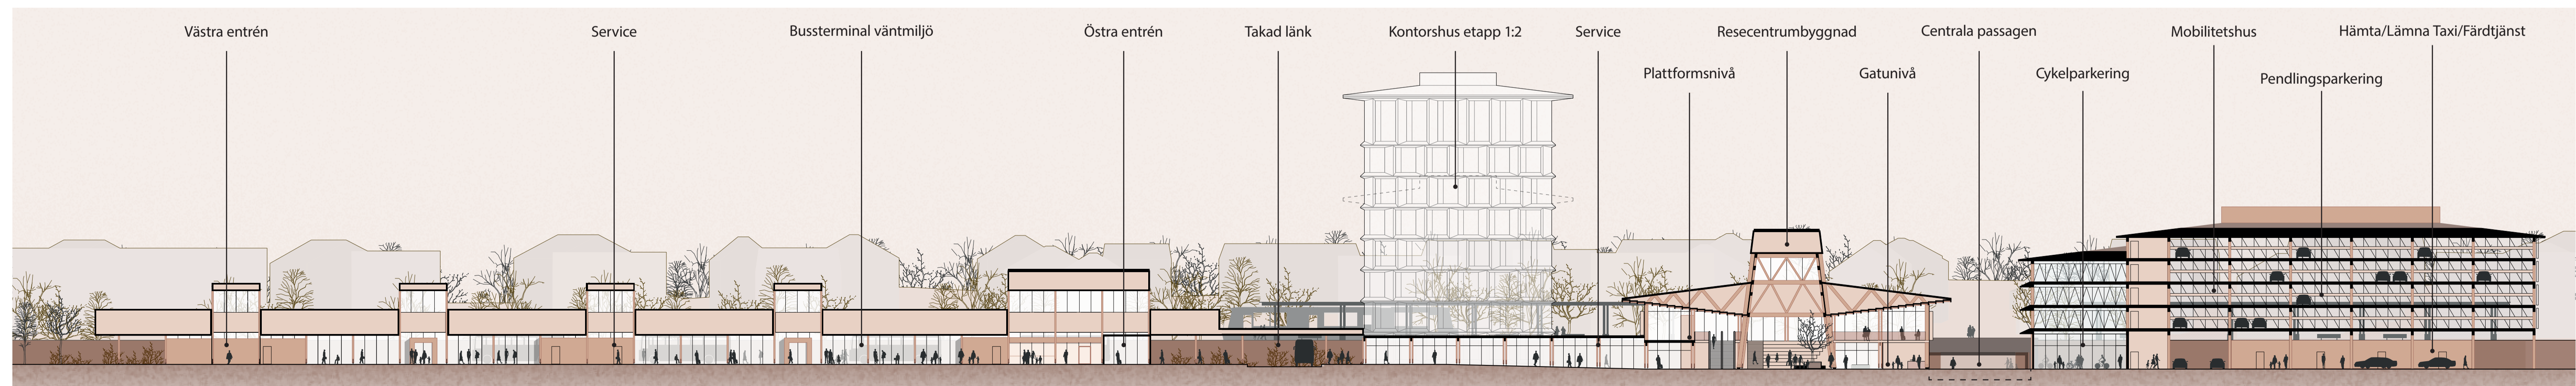 Västra entrén
Service
Bussterminal väntmiljö
Östra entrén
Takad länk
Kontorshus etapp 1:2
Service
Resecentrumbyggnad
Centrala passagen
Mobilitetshus
Hämta/Lämna Taxi/Färdtjänst
Plattformsnivå
Gatunivå
Cykelparkering
Pendlingsparkering